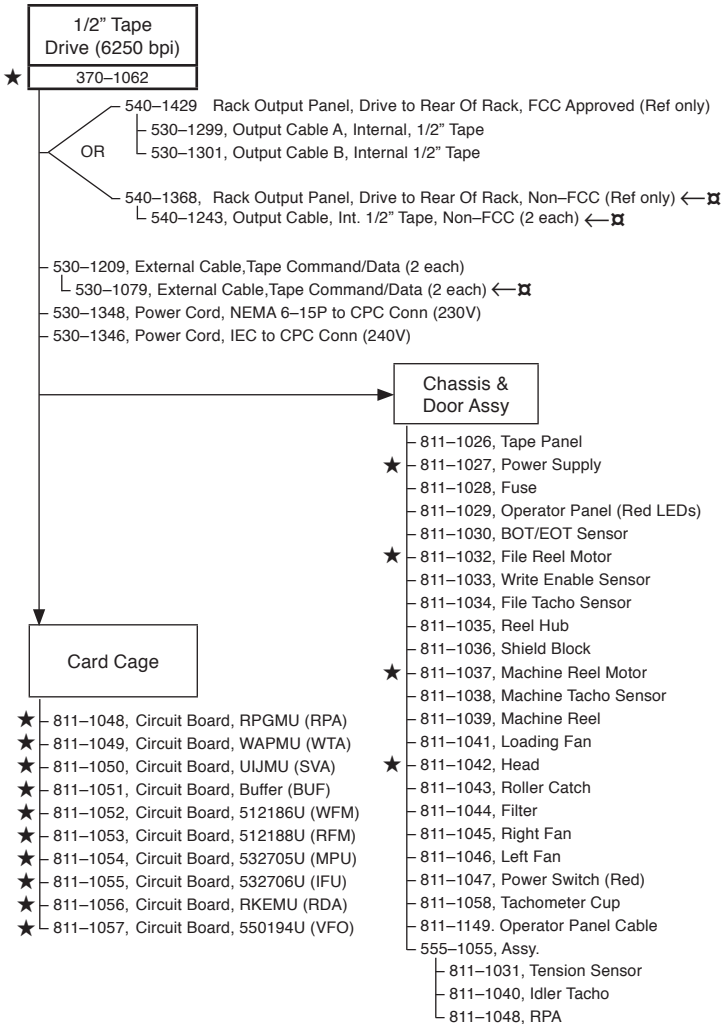 1/2” Tape
Drive (6250 bpi)
★ 370–1062
540–1429 Rack Output Panel, Drive to Rear Of Rack, FCC Approved (Ref only)
530–1299, Output Cable A, Internal, 1/2” Tape
530–1301, Output Cable B, Internal 1/2” Tape
OR
540–1368, Rack Output Panel, Drive to Rear Of Rack, Non–FCC (Ref only) ←¤
540–1243, Output Cable, Int. 1/2” Tape, Non–FCC (2 each) ←¤
530–1209, External Cable,Tape Command/Data (2 each)
530–1079, External Cable,Tape Command/Data (2 each) ←¤
530–1348, Power Cord, NEMA 6–15P to CPC Conn (230V)
530–1346, Power Cord, IEC to CPC Conn (240V)
Chassis &
Door Assy
811–1026, Tape Panel
★ 811–1027, Power Supply
811–1028, Fuse
811–1029, Operator Panel (Red LEDs)
811–1030, BOT/EOT Sensor
★ 811–1032, File Reel Motor
811–1033, Write Enable Sensor
811–1034, File Tacho Sensor
811–1035, Reel Hub
811–1036, Shield Block
★ 811–1037, Machine Reel Motor
811–1038, Machine Tacho Sensor
811–1039, Machine Reel
811–1041, Loading Fan
★ 811–1042, Head
811–1043, Roller Catch
811–1044, Filter
811–1045, Right Fan
811–1046, Left Fan
811–1047, Power Switch (Red)
811–1058, Tachometer Cup
811–1149. Operator Panel Cable
555–1055, Assy.
811–1031, Tension Sensor
811–1040, Idler Tacho
811–1048, RPA
Card Cage
★ 811–1048, Circuit Board, RPGMU (RPA)
★ 811–1049, Circuit Board, WAPMU (WTA)
★ 811–1050, Circuit Board, UIJMU (SVA)
★ 811–1051, Circuit Board, Buffer (BUF)
★ 811–1052, Circuit Board, 512186U (WFM)
★ 811–1053, Circuit Board, 512188U (RFM)
★ 811–1054, Circuit Board, 532705U (MPU)
★ 811–1055, Circuit Board, 532706U (IFU)
★ 811–1056, Circuit Board, RKEMU (RDA)
★ 811–1057, Circuit Board, 550194U (VFO)